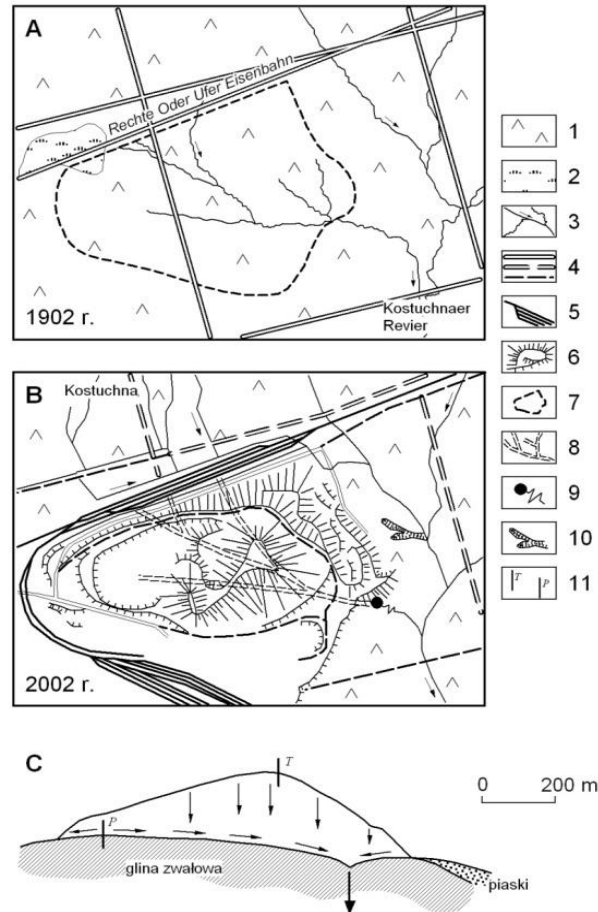 A
Rechte Oder Ufer Eisenbahn
1902 r.
Kostuchnaer
Revier
B
Kostuchna
2002 r.
1
2
3
4
5
6
7
8
9
10
T P
11
C
T
P
glina zwałowa
piaski
0 200 m